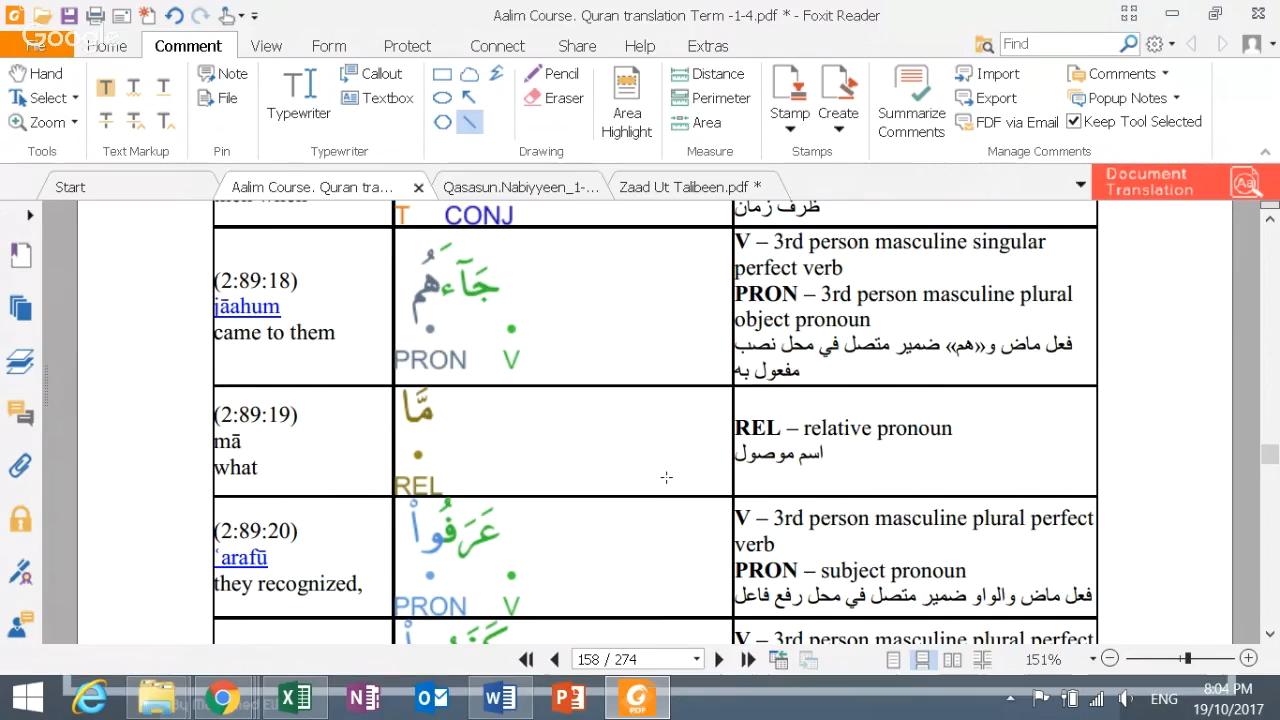 Aalim Course. Quran translation Term -1-4.pdf * - Foxit Reader
File Home Comment View Form Protect Connect Share Help Extras
Google
Find
Hand
Select
Zoom
Tools
Text Markup
Note
File
Pin
Typewriter
Callout
Textbox
Typewriter
Pencil
Eraser
Area Highlight
Drawing
Distance
Perimeter
Area
Measure
Stamp
Create
Stamps
Summarize Comments
Import
Export
FDF via Email
Comments
Popup Notes
Keep Tool Selected
Manage Comments
Start
Aalim Course. Quran tra...
Qasasun.Nabiyyeen_1-...
Zaad Ut Talibeen.pdf *
Document Translation
T CONJ
ظرف زمان
(2:89:18)
jāahum
came to them
جَآءَهُم
PRON V
V – 3rd person masculine singular
perfect verb
PRON – 3rd person masculine plural
object pronoun
فعل ماض و«هم» ضمير متصل في محل نصب
مفعول به
(2:89:19)
mā
what
مَّا
REL
REL – relative pronoun
اسم موصول
(2:89:20)
ʿarafū
they recognized,
عَرَفُوا۟
PRON V
V – 3rd person masculine plural perfect
verb
PRON – subject pronoun
فعل ماض والواو ضمير متصل في محل رفع فاعل
V – 3rd person masculine plural perfect
158 / 274
151%
ENG
8:04 PM
19/10/2017